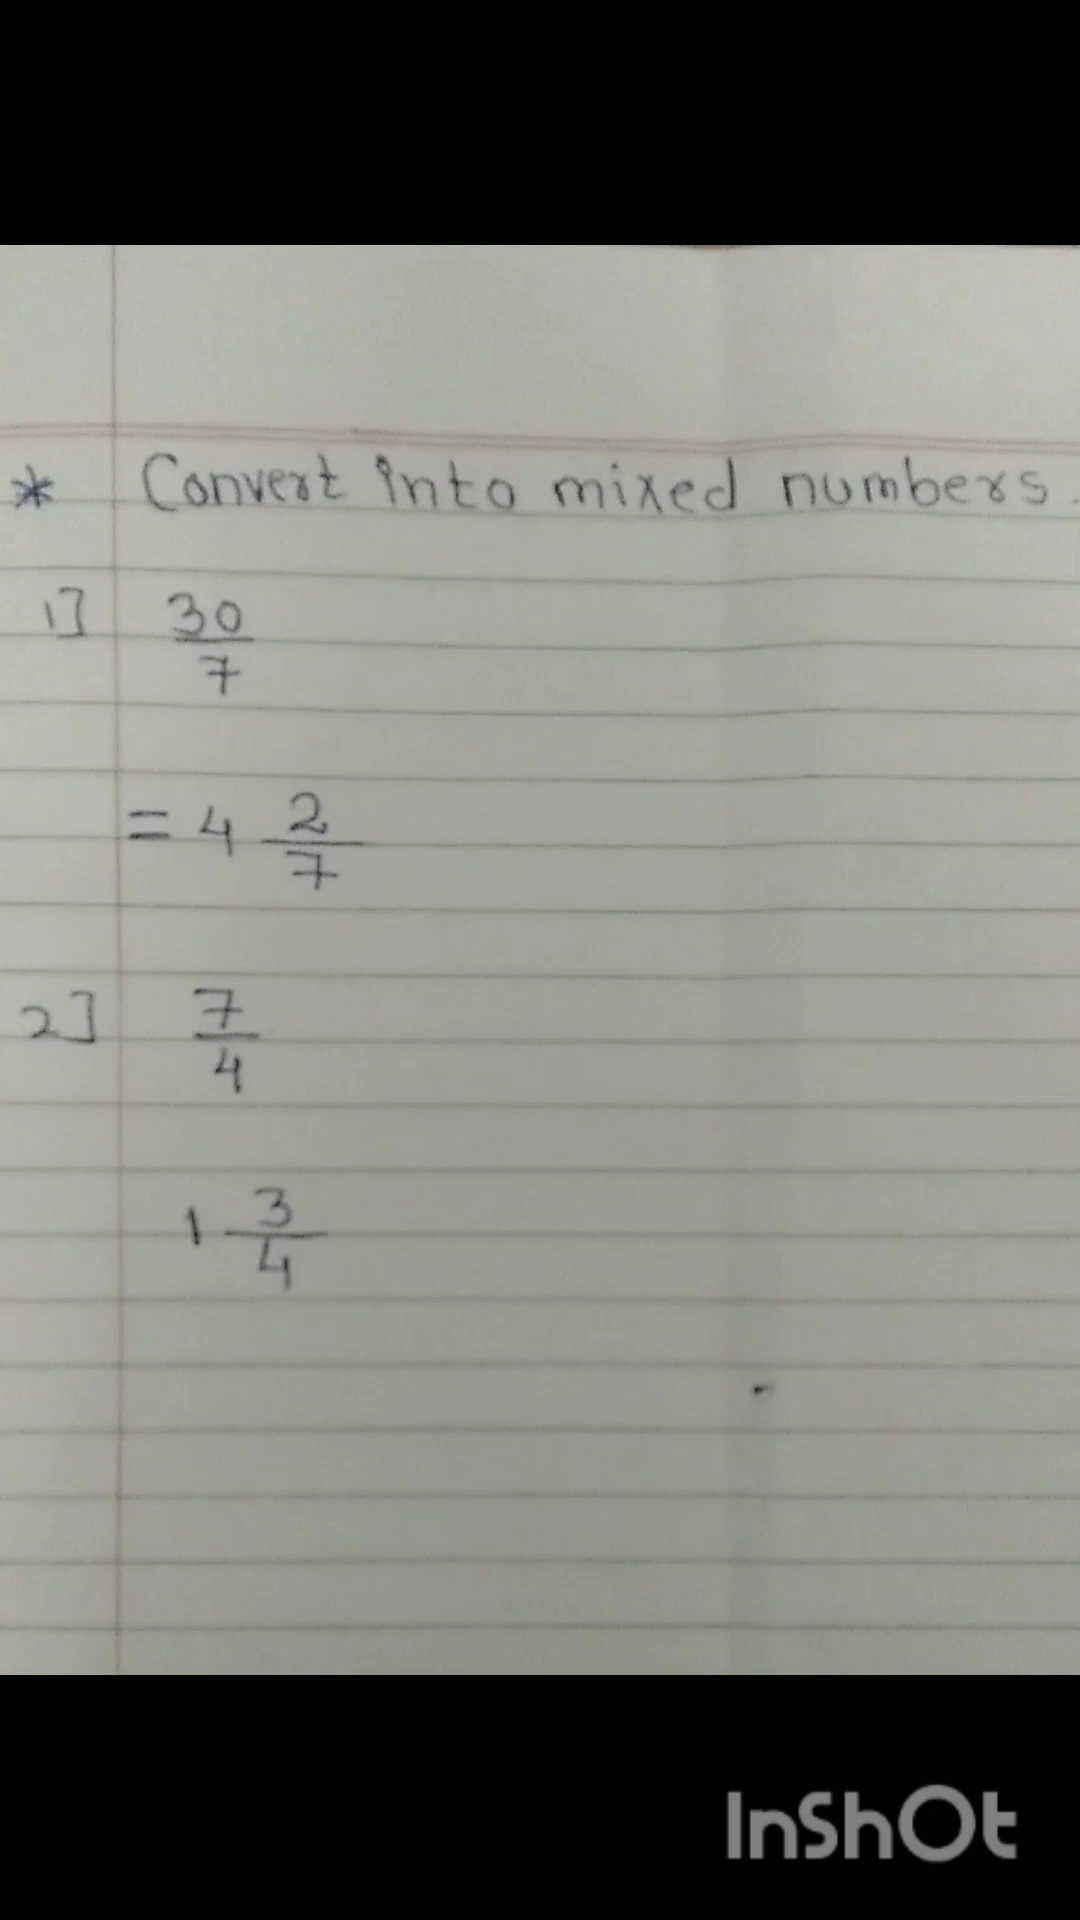 * Convert into mixed numbers.
1] 30/7
= 4 2/7
2] 7/4
1 3/4
InShOt